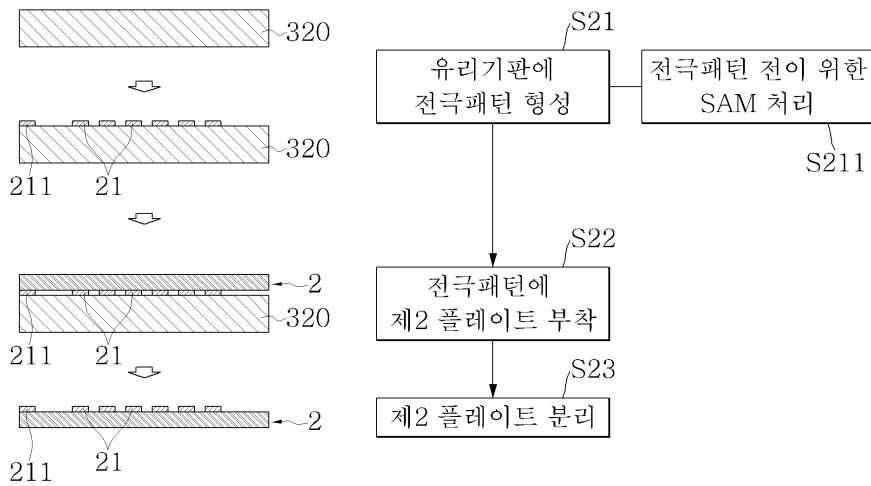 320
S21
유리기판에
전극패턴 형성
전극패턴 전이 위한
SAM 처리
S211
320
211
21
S22
전극패턴에
제2 플레이트 부착
2
320
211
21
S23
제2 플레이트 분리
2
211
21